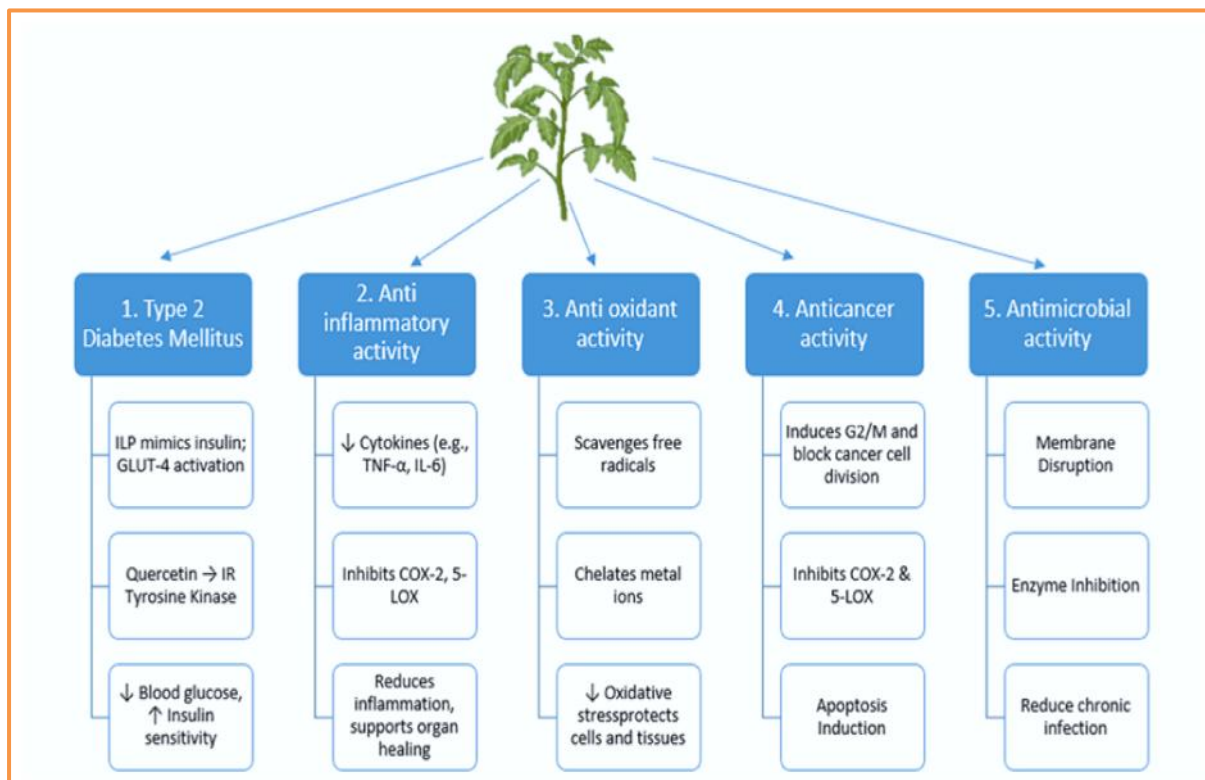 1. Type 2
Diabetes Mellitus
ILP mimics insulin;
GLUT-4 activation
Quercetin → IR
Tyrosine Kinase
↓ Blood glucose,
↑ Insulin
sensitivity
2. Anti
inflammatory
activity
↓ Cytokines (e.g.,
TNF-α, IL-6)
Inhibits COX-2, 5-
LOX
Reduces
inflammation,
supports organ
healing
3. Anti oxidant
activity
Scavenges free
radicals
Chelates metal
ions
↓ Oxidative
stressprotects
cells and tissues
4. Anticancer
activity
Induces G2/M and
block cancer cell
division
Inhibits COX-2 &
5-LOX
Apoptosis
Induction
5. Antimicrobial
activity
Membrane
Disruption
Enzyme Inhibition
Reduce chronic
infection